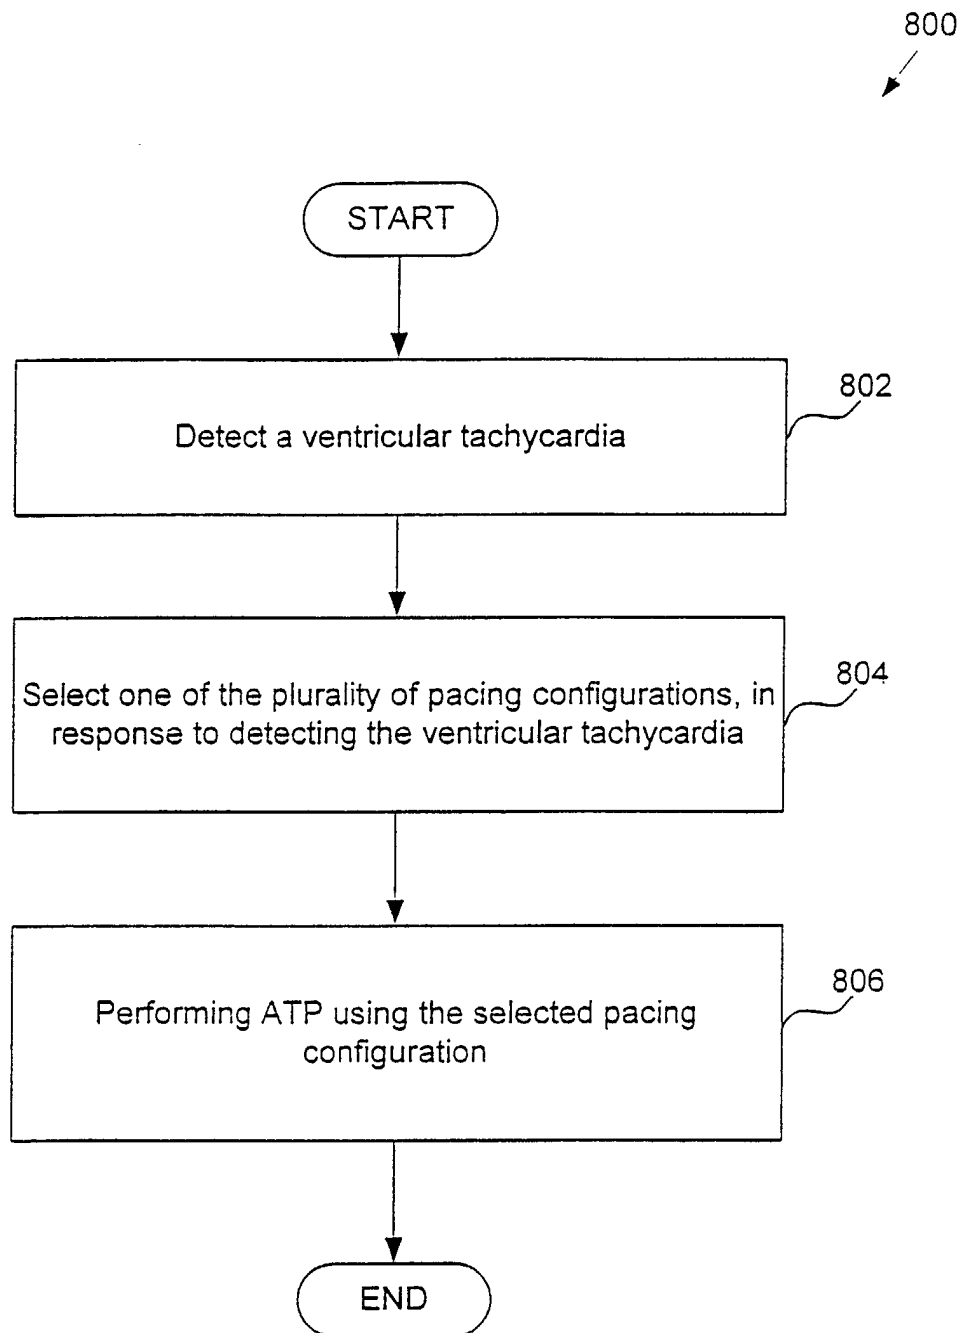 800
START
Detect a ventricular tachycardia
802
Select one of the plurality of pacing configurations, in
response to detecting the ventricular tachycardia
804
Performing ATP using the selected pacing
configuration
806
END